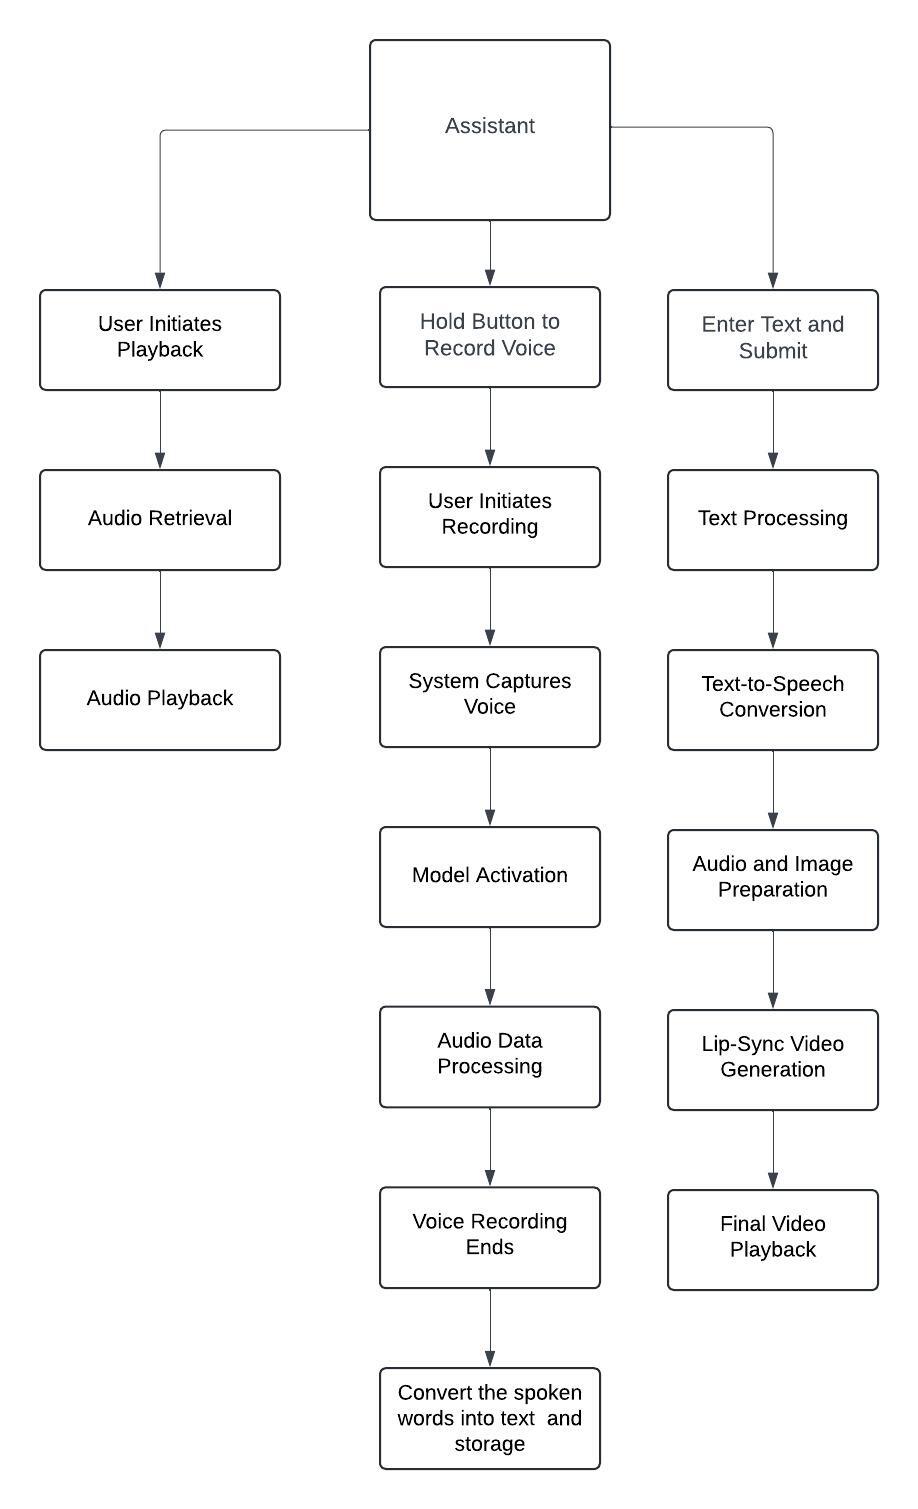 Assistant
User Initiates
Playback
Audio Retrieval
Audio Playback
Hold Button to
Record Voice
User Initiates
Recording
System Captures
Voice
Model Activation
Audio Data
Processing
Voice Recording
Ends
Convert the spoken
words into text  and
storage
Enter Text and
Submit
Text Processing
Text-to-Speech
Conversion
Audio and Image
Preparation
Lip-Sync Video
Generation
Final Video
Playback